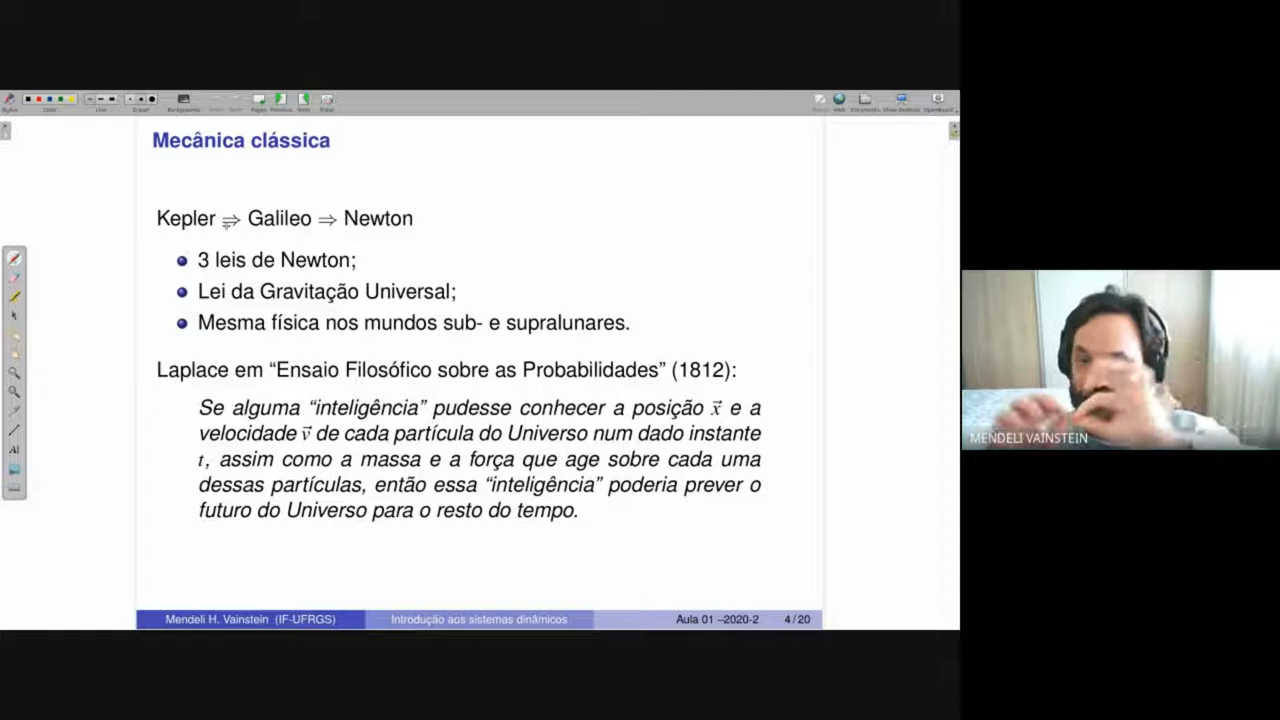 Mecânica clássica
Kepler ⇒ Galileo ⇒ Newton
3 leis de Newton;
Lei da Gravitação Universal;
Mesma física nos mundos sub- e supralunares.
Laplace em “Ensaio Filosófico sobre as Probabilidades” (1812):
Se alguma “inteligência” pudesse conhecer a posição x⃗ e a
velocidade v⃗ de cada partícula do Universo num dado instante
t, assim como a massa e a força que age sobre cada uma
dessas partículas, então essa “inteligência” poderia prever o
futuro do Universo para o resto do tempo.
Mendeli H. Vainstein (IF-UFRGS) Introdução aos sistemas dinâmicos Aula 01 –2020-2 4 / 20
MENDELI VAINSTEIN